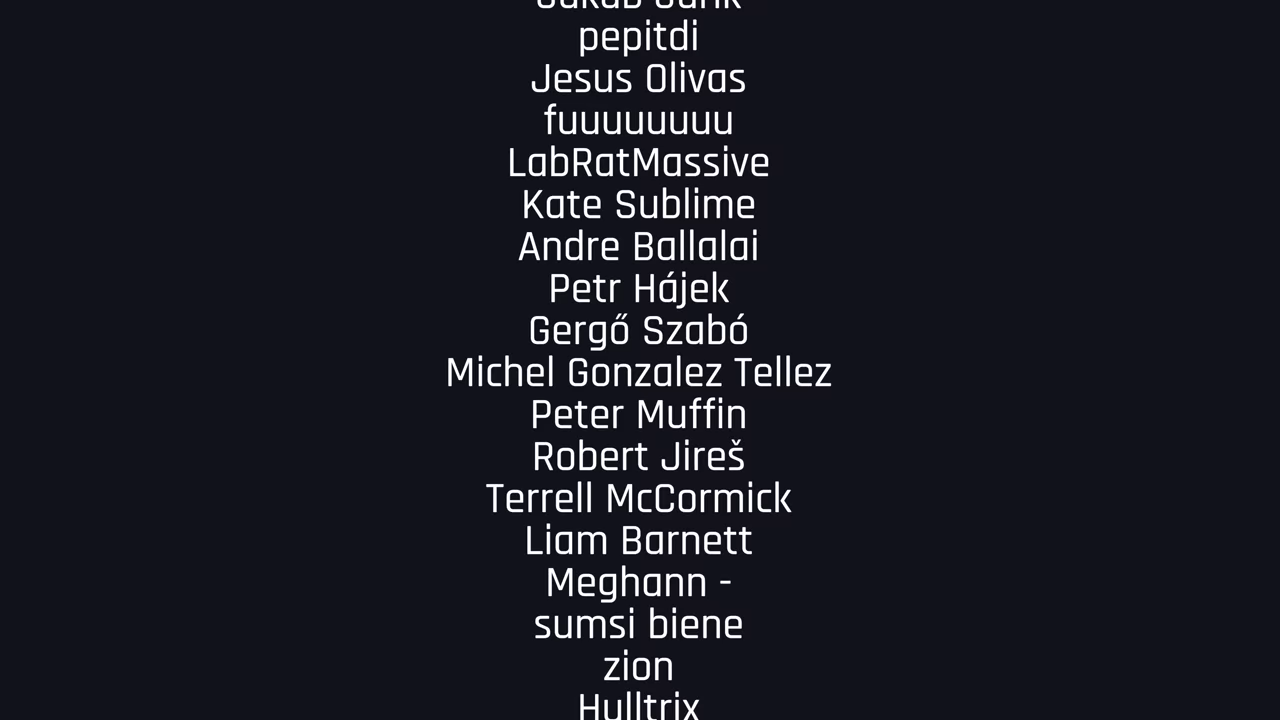 pepitdi
Jesus Olivas
fuuuuuuuu
LabRatMassive
Kate Sublime
Andre Ballalai
Petr Hájek
Gergő Szabó
Michel Gonzalez Tellez
Peter Muffin
Robert Jireš
Terrell McCormick
Liam Barnett
Meghann -
sumsi biene
zion
Hulltrix